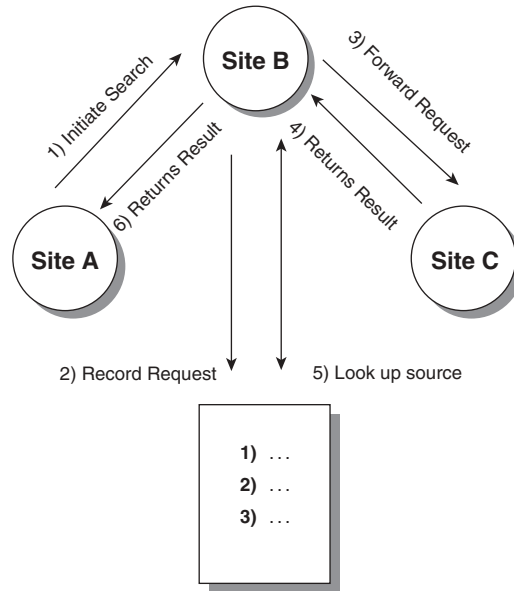 Site B
1) Initiate Search
3) Forward Request
6) Returns Result
4) Returns Result
Site A
Site C
2) Record Request
5) Look up source
1) ...
2) ...
3) ...